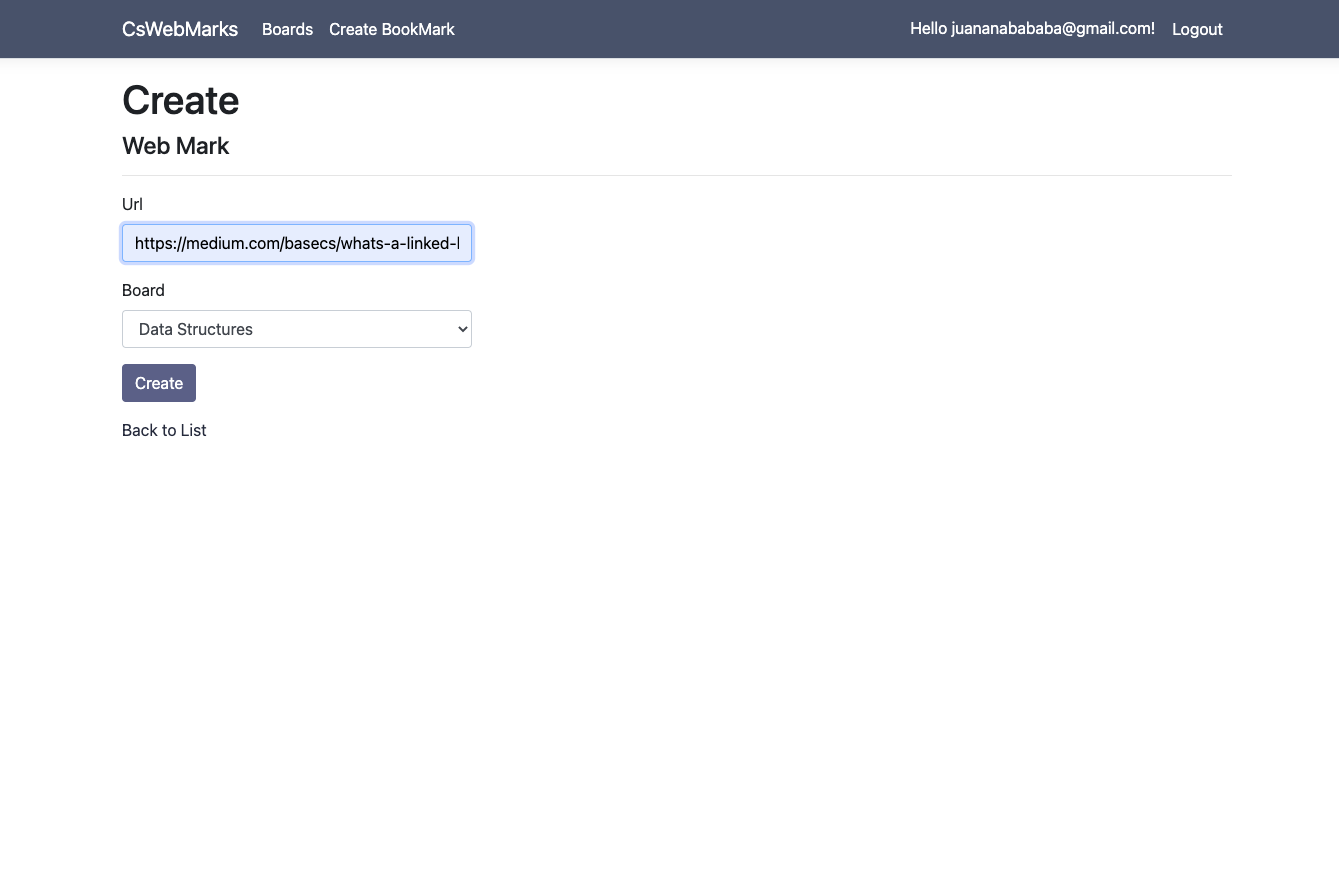 CsWebMarks Boards Create BookMark Hello juananabababa@gmail.com! Logout
Create
Web Mark
Url
https://medium.com/basecs/whats-a-linked-l
Board
Data Structures
Create
Back to List